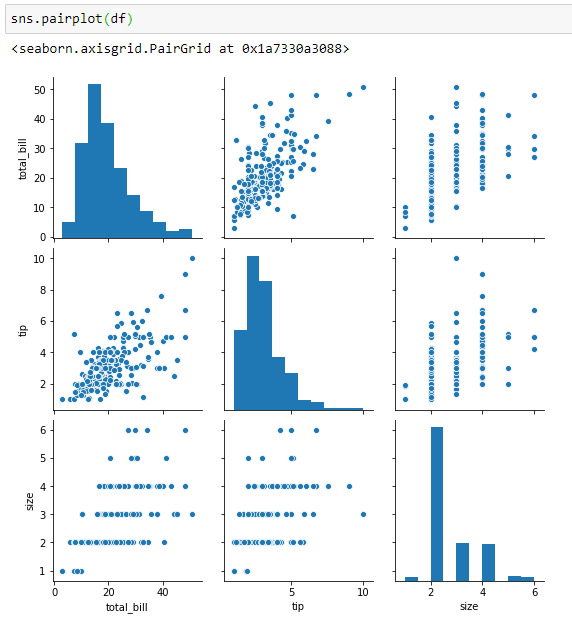 sns.pairplot(df)
<seaborn.axisgrid.PairGrid at 0x1a7330a3088>
50
40
30
20
10
0
total_bill
10
8
6
4
2
tip
6
5
4
3
2
1
size
0 20 40
total_bill
5 10
tip
2 4 6
size